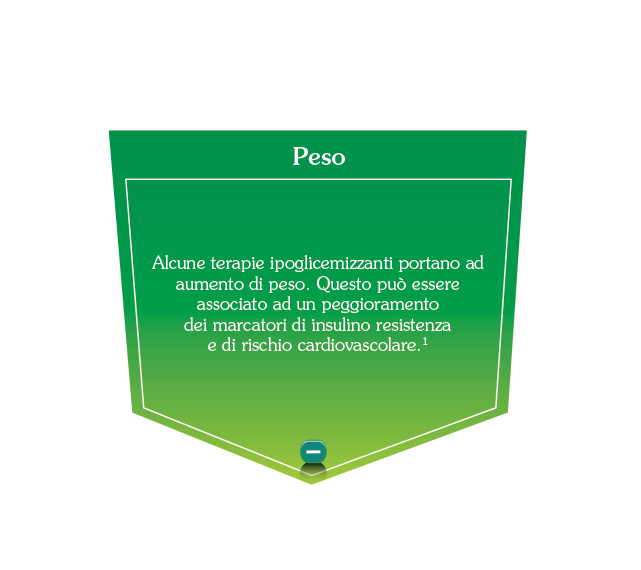 Peso
Alcune terapie ipoglicemizzanti portano ad
aumento di peso. Questo può essere
associato ad un peggioramento
dei marcatori di insulino resistenza
e di rischio cardiovascolare.¹